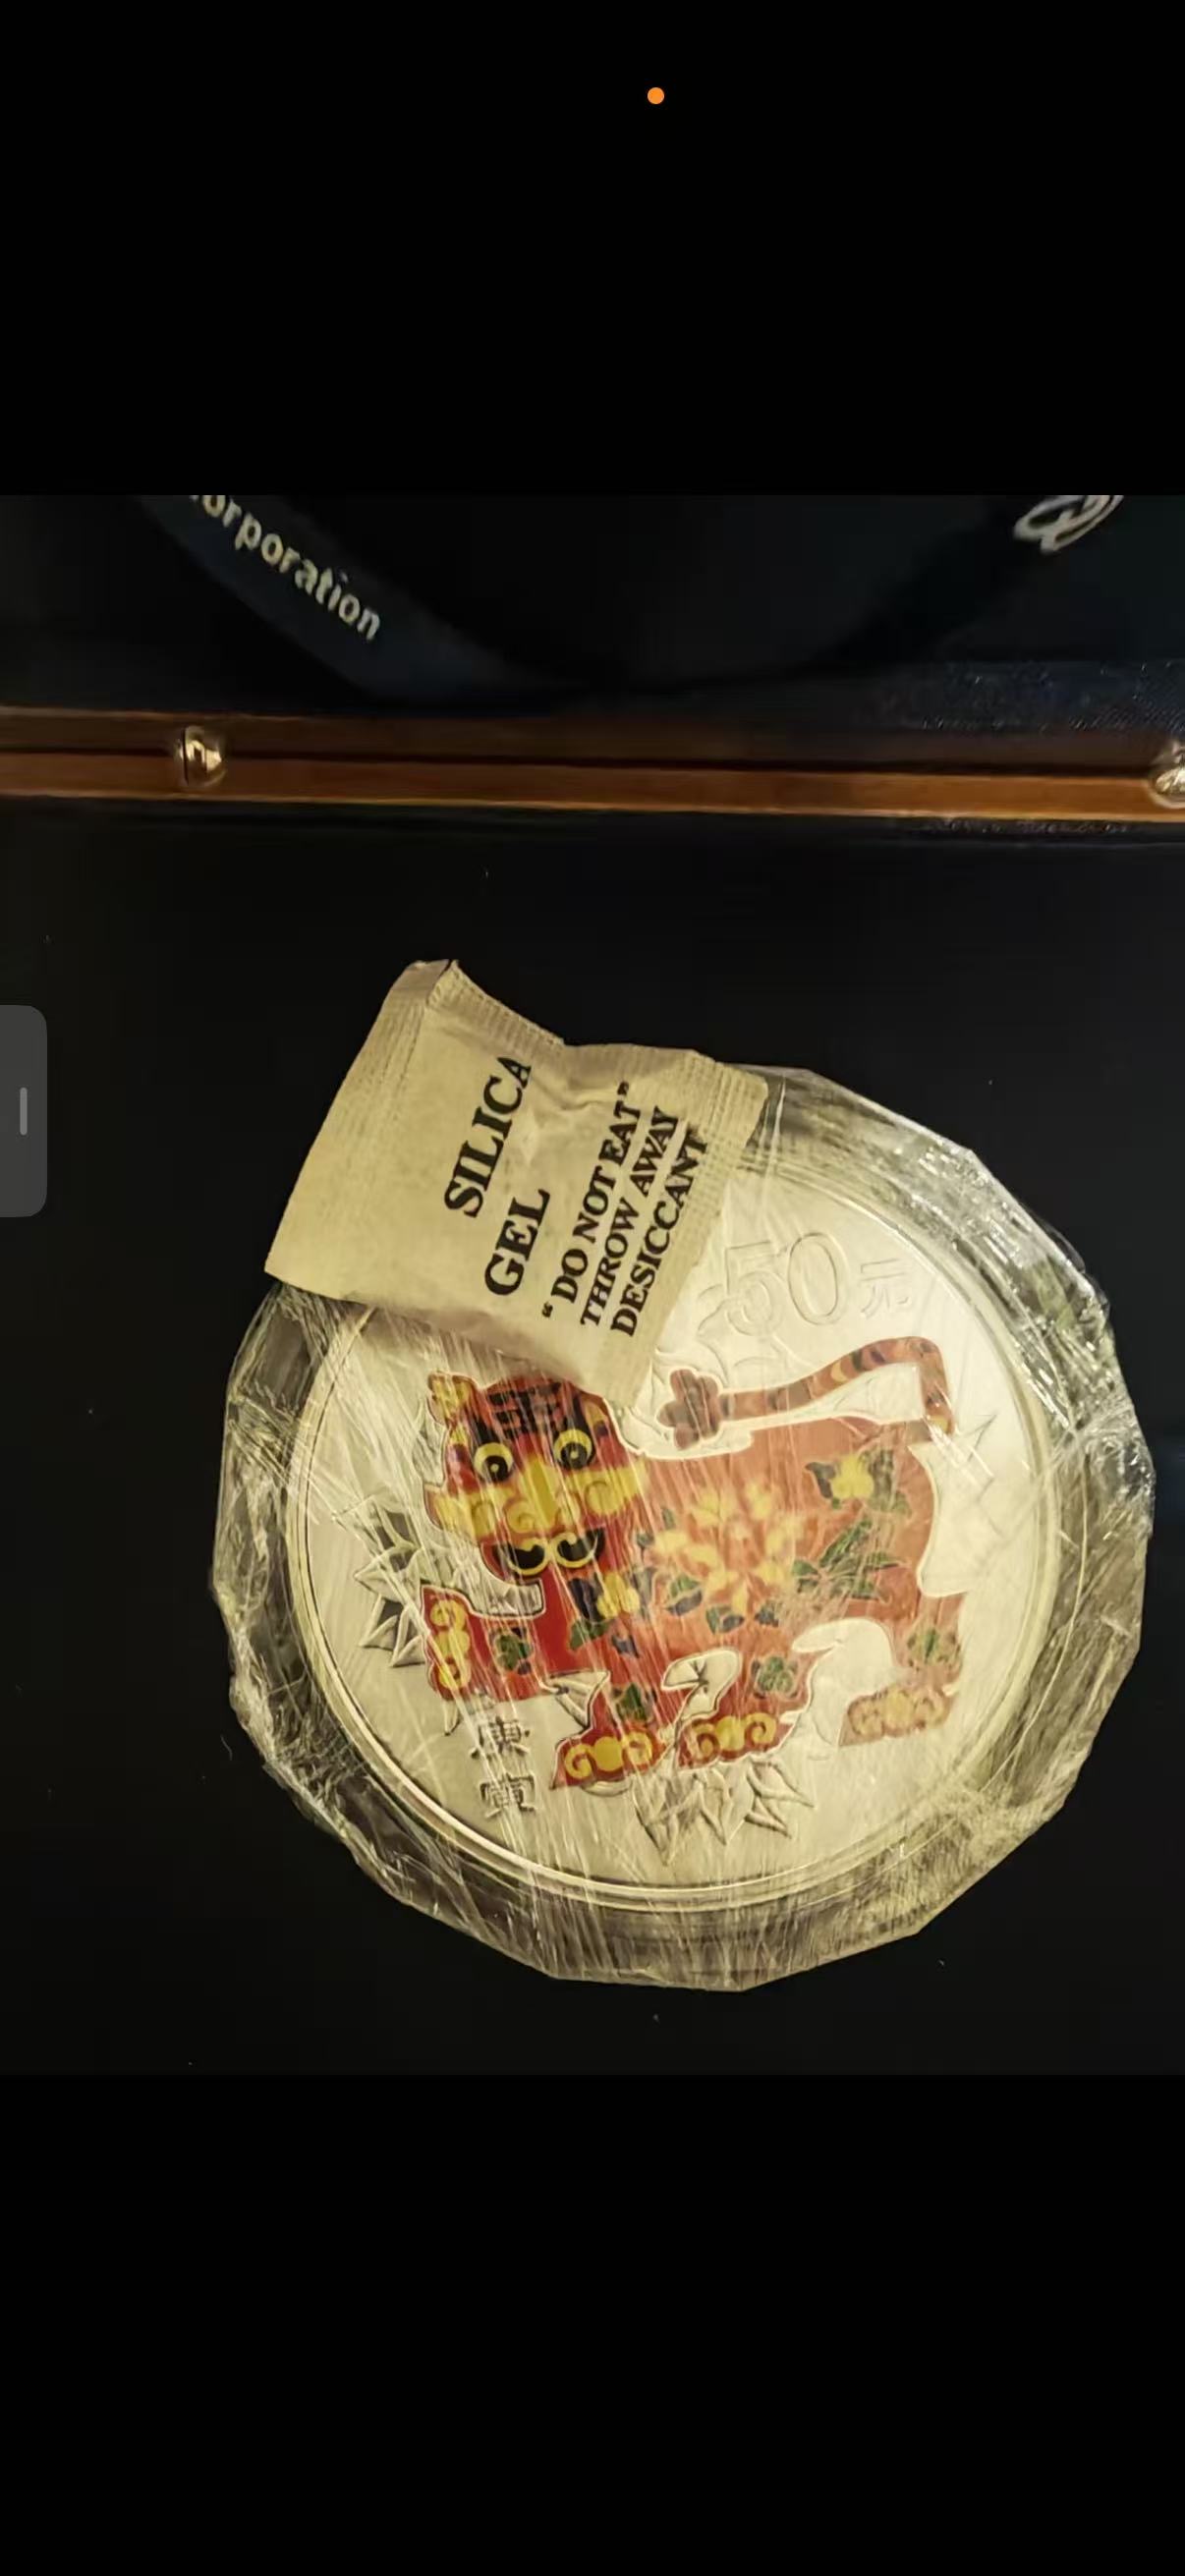 orporation
SILICA
GEL
“DO NOT EAT”
THROW AWAY
DESICCANT
50元
庚
寅